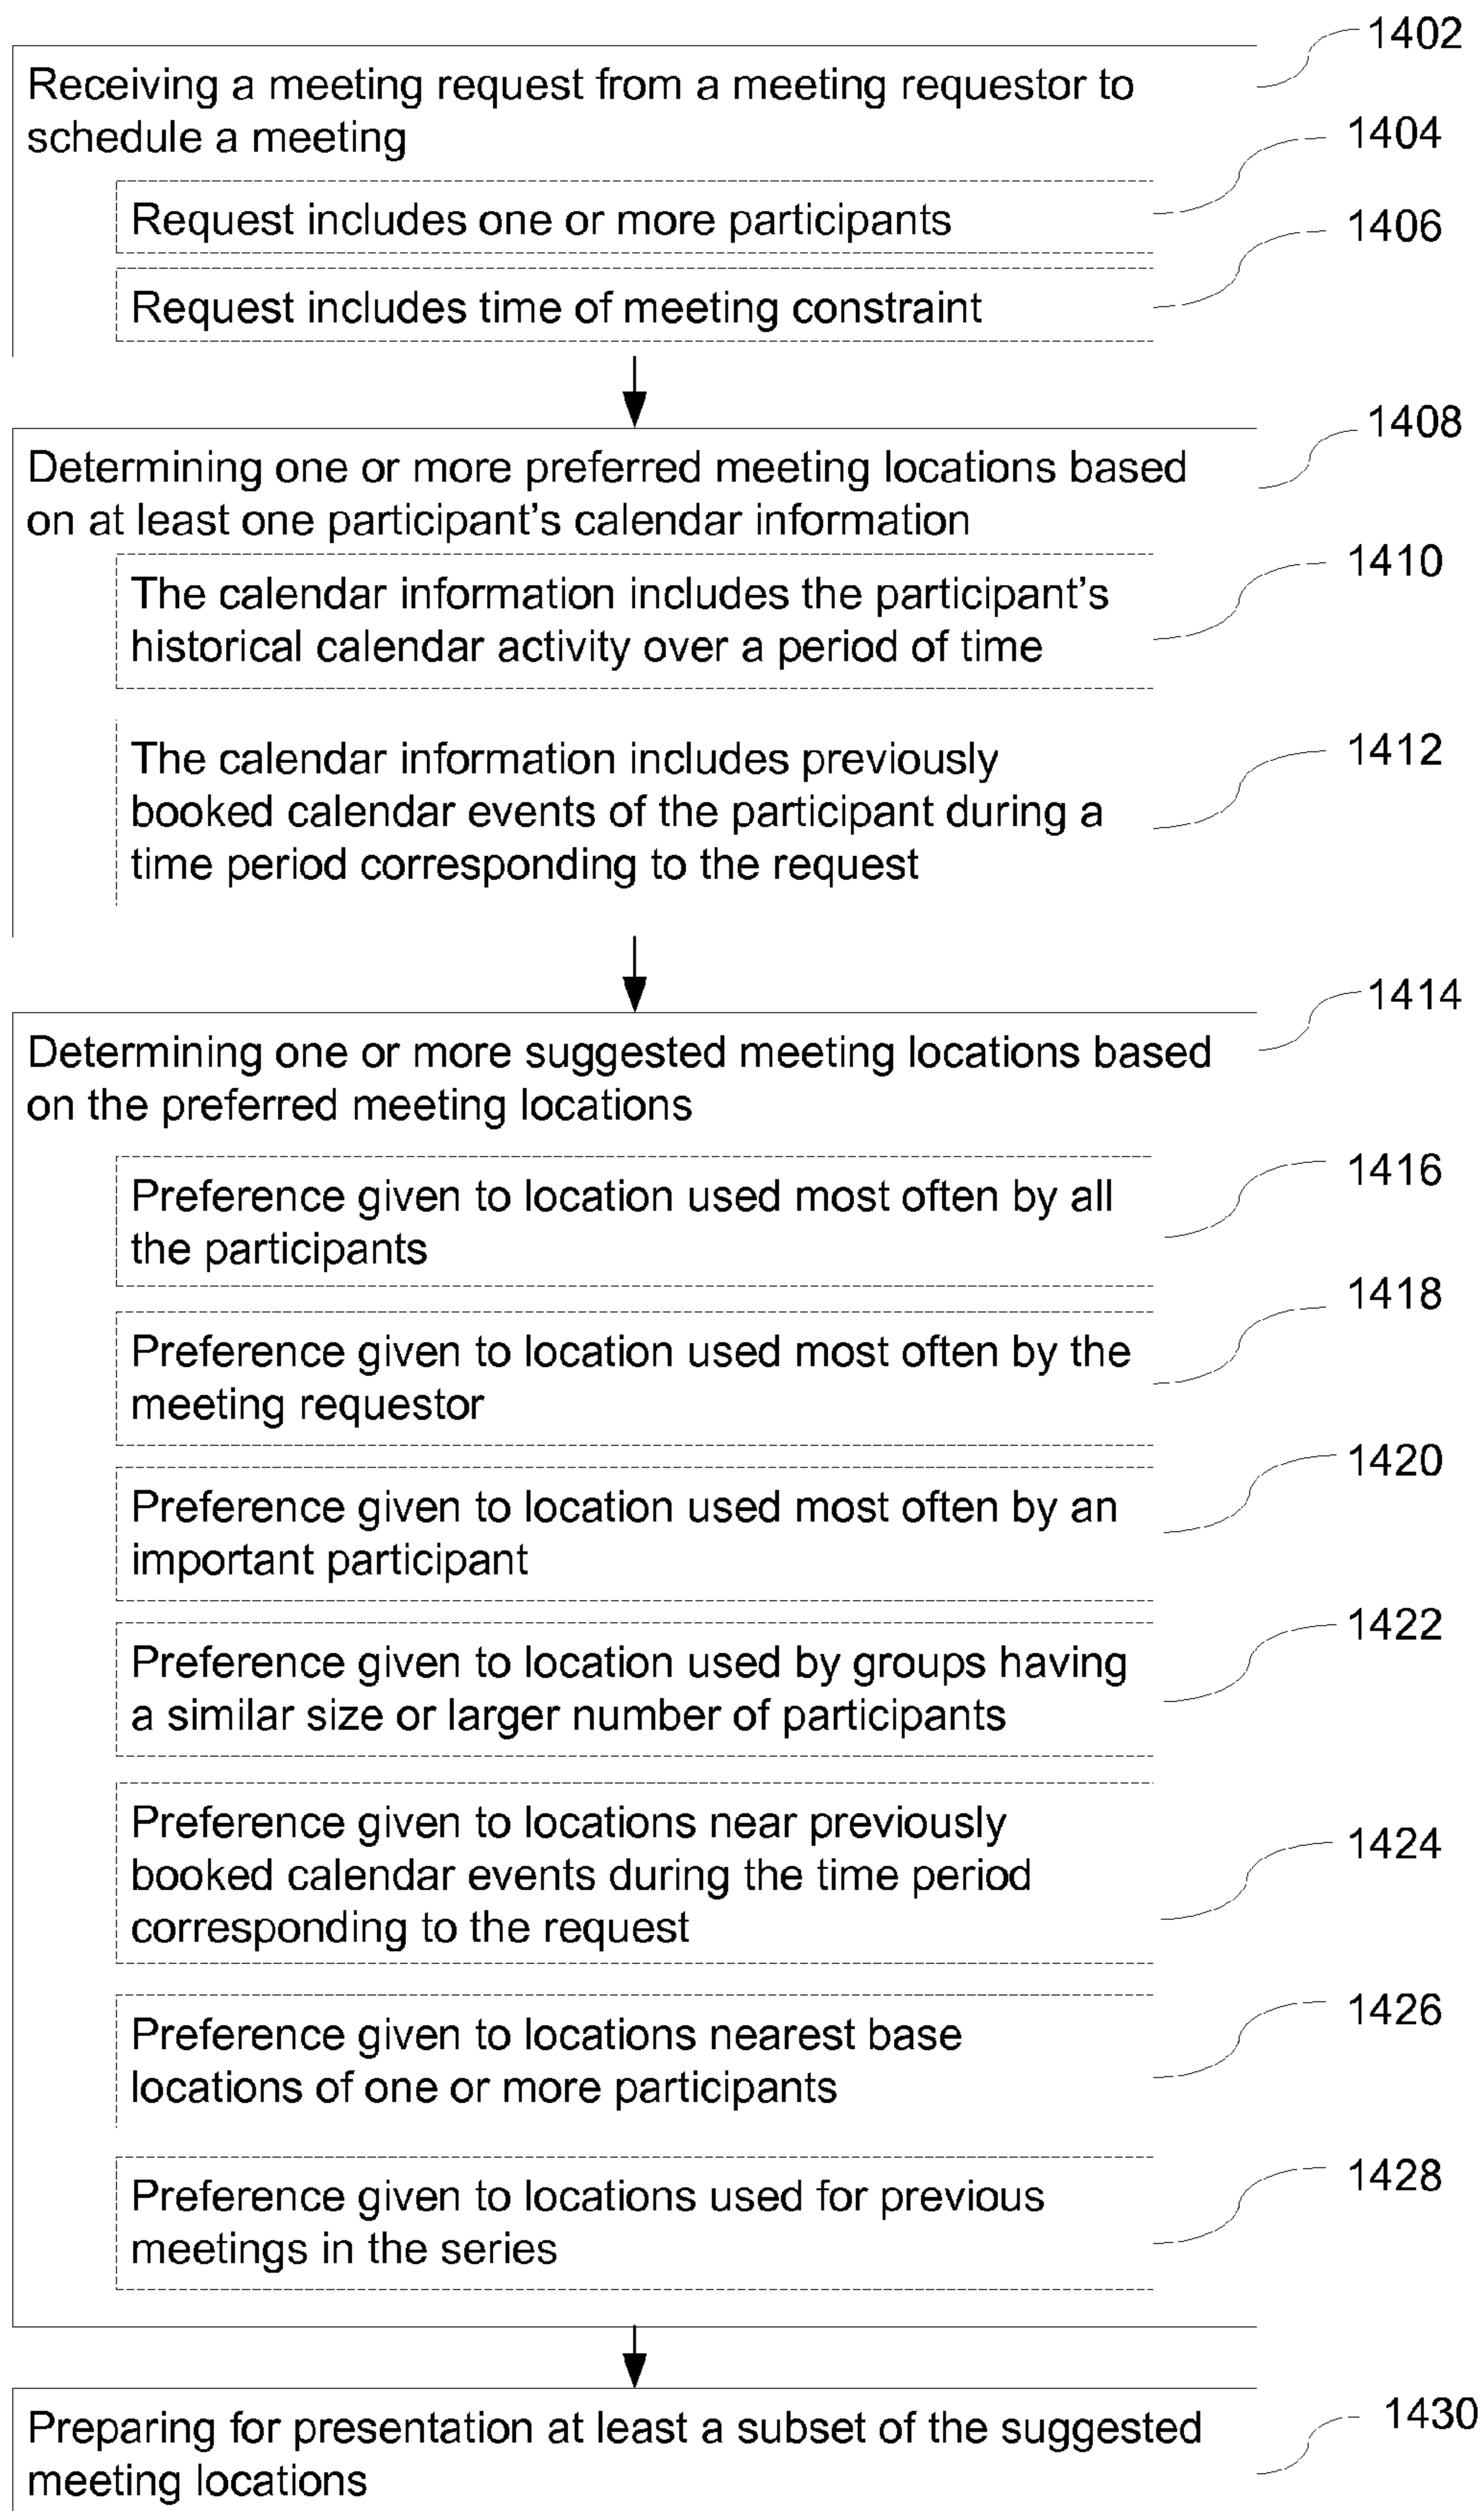 1402
Receiving a meeting request from a meeting requestor to
schedule a meeting
1404
Request includes one or more participants
1406
Request includes time of meeting constraint
1408
Determining one or more preferred meeting locations based
on at least one participant's calendar information
1410
The calendar information includes the participant's
historical calendar activity over a period of time
1412
The calendar information includes previously
booked calendar events of the participant during a
time period corresponding to the request
1414
Determining one or more suggested meeting locations based
on the preferred meeting locations
1416
Preference given to location used most often by all
the participants
1418
Preference given to location used most often by the
meeting requestor
1420
Preference given to location used most often by an
important participant
1422
Preference given to location used by groups having
a similar size or larger number of participants
1424
Preference given to locations near previously
booked calendar events during the time period
corresponding to the request
1426
Preference given to locations nearest base
locations of one or more participants
1428
Preference given to locations used for previous
meetings in the series
1430
Preparing for presentation at least a subset of the suggested
meeting locations